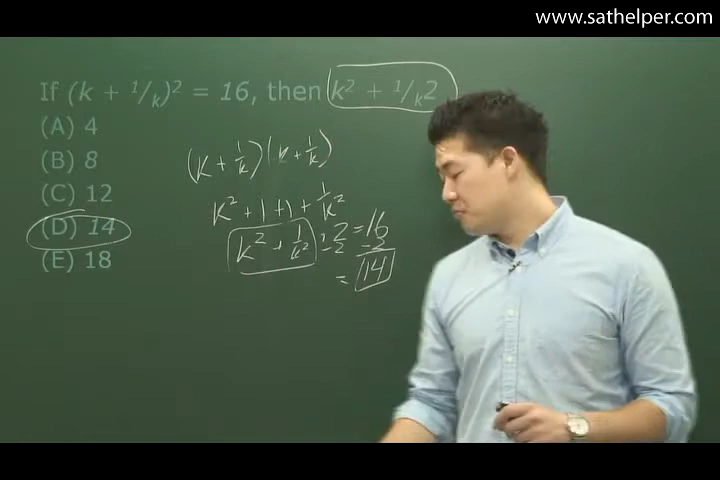 www.sathelper.com
If (k + 1/k)² = 16, then k² + 1/k2
(A) 4
(B) 8
(C) 12
(D) 14
(E) 18
(k + 1/k)(k + 1/k)
k² + 1 + 1 + 1/k²
k² + 1/k² + 2 = 16
-2 -2
= 14